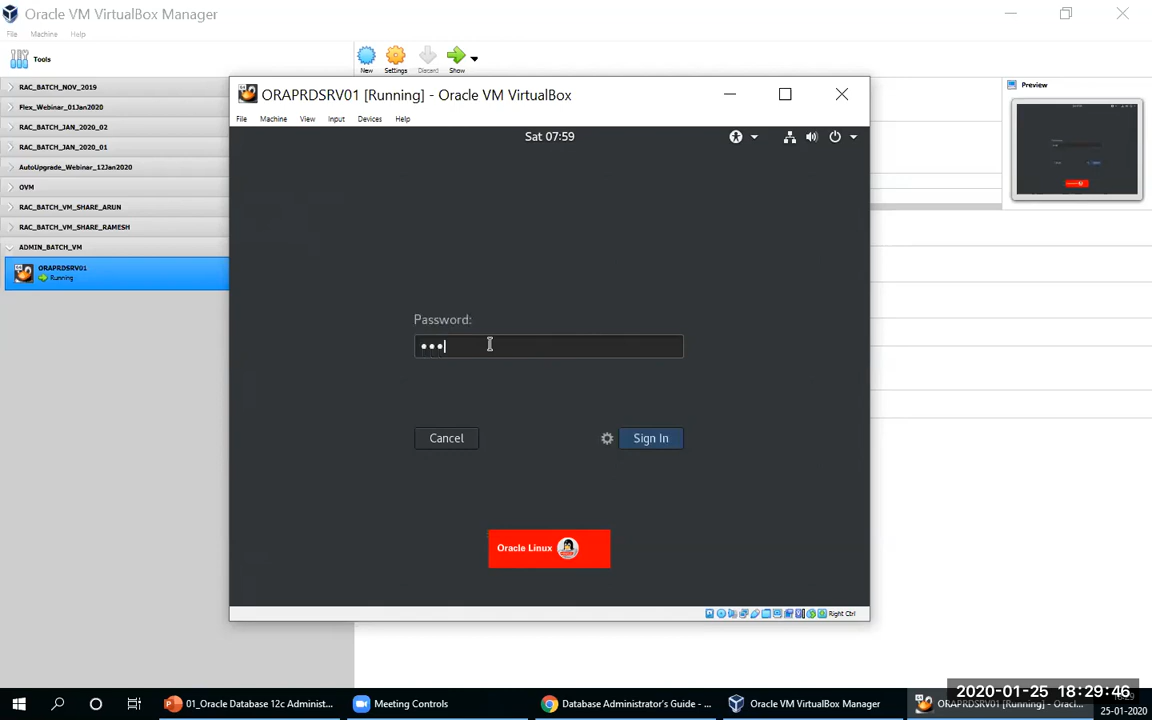 Oracle VM VirtualBox Manager
File Machine Help
Tools
New Settings Discard Show
RAC_BATCH_NOV_2019
Flex_Webinar_01Jan2020
RAC_BATCH_JAN_2020_02
RAC_BATCH_JAN_2020_01
AutoUpgrade_Webinar_12Jan2020
OVM
RAC_BATCH_VM_SHARE_ARUN
RAC_BATCH_VM_SHARE_RAMESH
ADMIN_BATCH_VM
ORAPRDSRV01
Running
Preview
ORAPRDSRV01 [Running] - Oracle VM VirtualBox
File Machine View Input Devices Help
Sat 07:59
Password:
Cancel
Sign In
Oracle Linux
Right Ctrl
01_Oracle Database 12c Administ...
Meeting Controls
Database Administrator's Guide - ...
Oracle VM VirtualBox
ORAPRDSRV01 [Running] - Oracl...
2020-01-25 18:29:46
25-01-2020